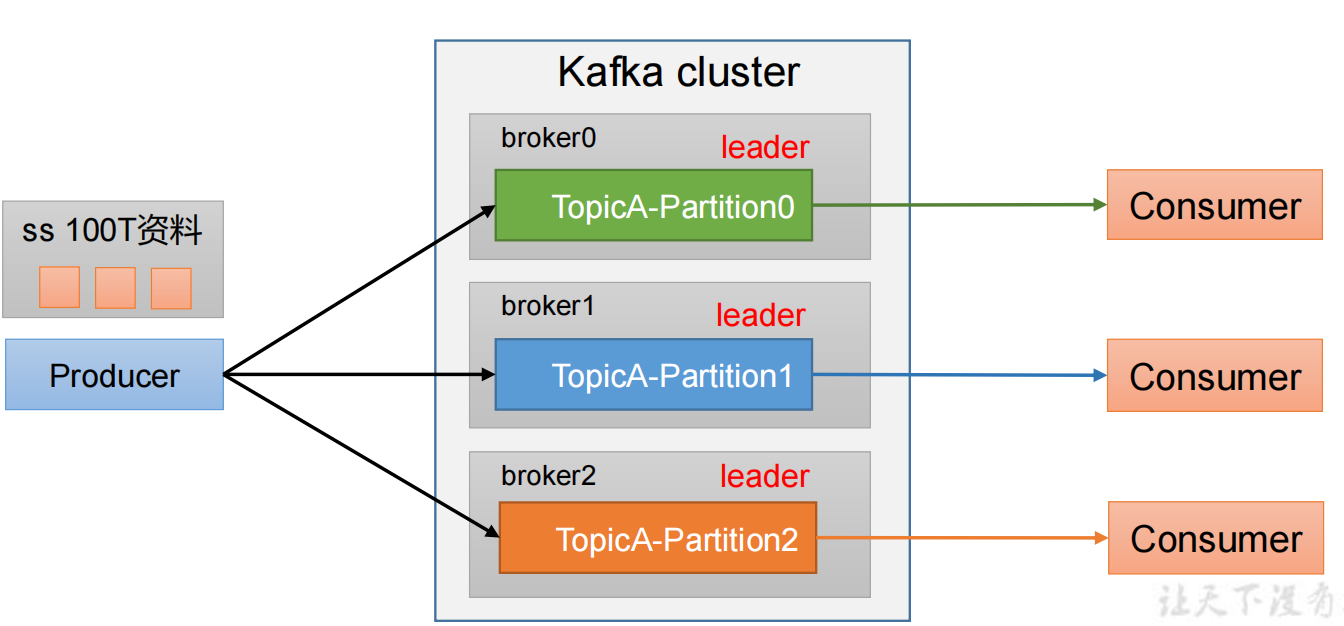 Kafka cluster
broker0
leader
TopicA-Partition0
Consumer
ss 100T资料
broker1
leader
Producer
TopicA-Partition1
Consumer
broker2
leader
TopicA-Partition2
Consumer
让天下没有